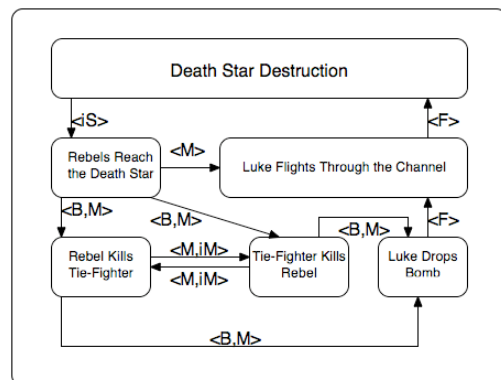 Death Star Destruction
<iS>
<F>
Rebels Reach
the Death Star
<M>
Luke Flights Through the Channel
<B,M>
<B,M>
<B,M>
<F>
Rebel Kills
Tie-Fighter
<M,iM>
<M,iM>
Tie-Fighter Kills
Rebel
Luke Drops
Bomb
<B,M>